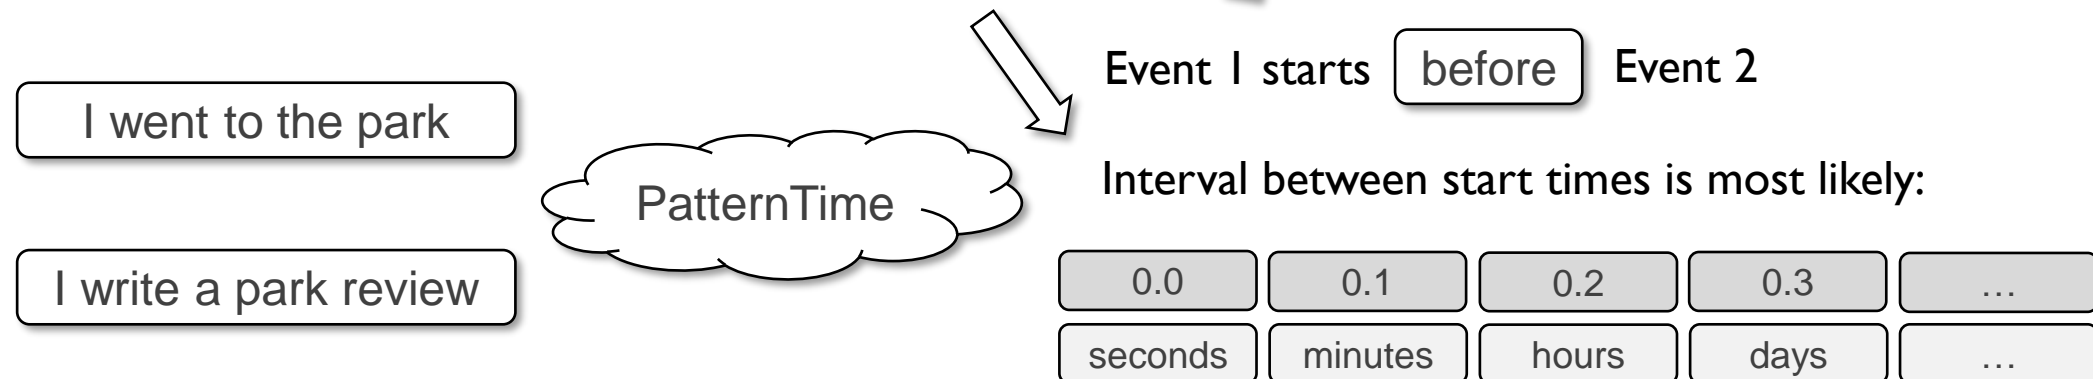 I went to the park
I write a park review
PatternTime
Event 1 starts before Event 2
Interval between start times is most likely:
0.0 0.1 0.2 0.3 …
seconds minutes hours days …